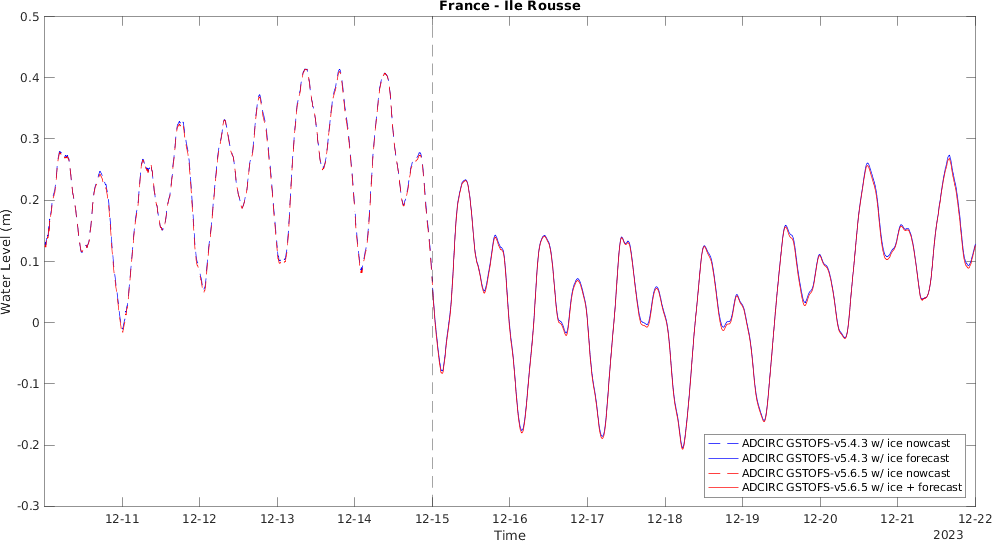 France - Ile Rousse
0.5
0.4
0.3
0.2
0.1
0
-0.1
-0.2
-0.3
Water Level (m)
ADCIRC GSTOFS-v5.4.3 w/ ice nowcast
ADCIRC GSTOFS-v5.4.3 w/ ice forecast
ADCIRC GSTOFS-v5.6.5 w/ ice nowcast
ADCIRC GSTOFS-v5.6.5 w/ ice + forecast
12-11 12-12 12-13 12-14 12-15 12-16 12-17 12-18 12-19 12-20 12-21 12-22
Time
2023